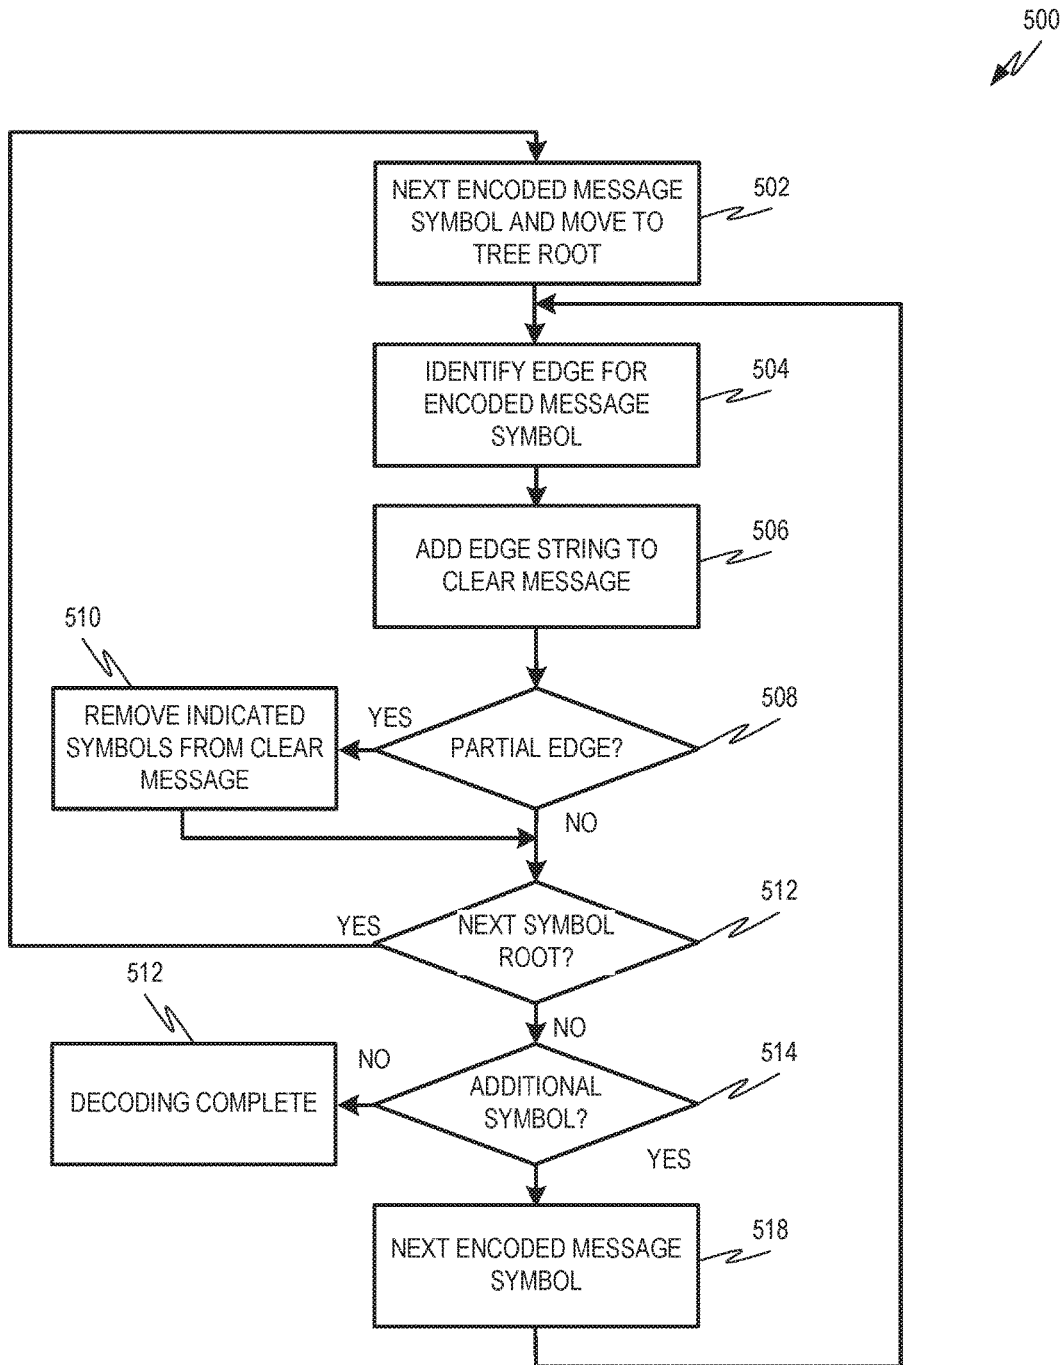 500
NEXT ENCODED MESSAGE
SYMBOL AND MOVE TO
TREE ROOT
502
IDENTIFY EDGE FOR
ENCODED MESSAGE
SYMBOL
504
ADD EDGE STRING TO
CLEAR MESSAGE
506
510
REMOVE INDICATED
SYMBOLS FROM CLEAR
MESSAGE
YES
PARTIAL EDGE?
508
NO
YES
NEXT SYMBOL
ROOT?
512
512
NO
DECODING COMPLETE
NO
ADDITIONAL
SYMBOL?
514
YES
NEXT ENCODED MESSAGE
SYMBOL
518